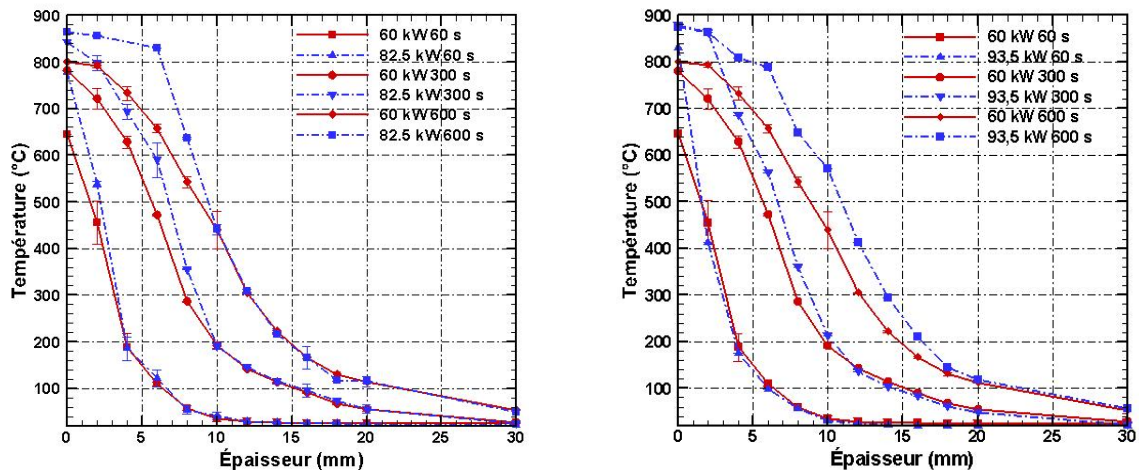 900
800
700
600
500
400
300
200
100
0
5
10
15
20
30
Température (°C)
Épaisseur (mm)
60 kW 60 s
82.5 kW 60 s
60 kW 300 s
82.5 kW 300 s
60 kW 600 s
82.5 kW 600 s
900
800
700
600
500
400
300
200
100
0
5
10
15
20
30
Température (°C)
Épaisseur (mm)
60 kW 60 s
93,5 kW 60 s
60 kW 300 s
93,5 kW 300 s
60 kW 600 s
93,5 kW 600 s